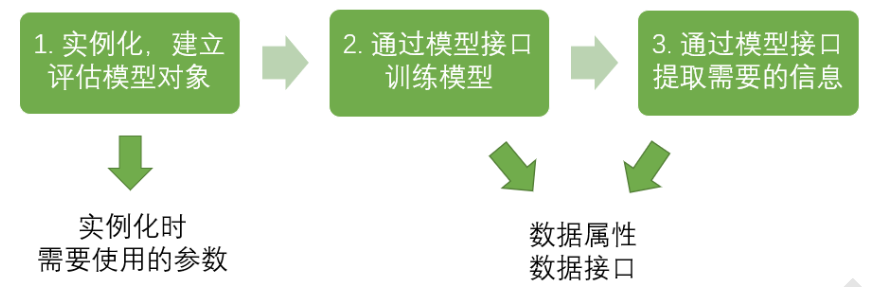 1. 实例化，建立
评估模型对象
2. 通过模型接口
训练模型
3. 通过模型接口
提取需要的信息
实例化时
需要使用的参数
数据属性
数据接口